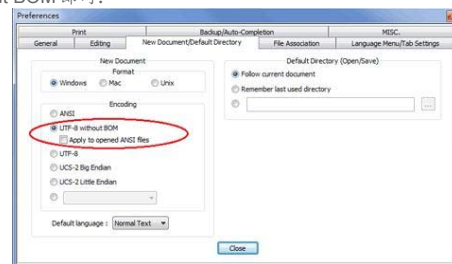 t BOM 即可.
Preferences
Print
Backup/Auto-Completion
MISC.
General
Editing
New Document/Default Directory
File Association
Language Menu/Tab Settings
New Document
Format
Windows
Mac
Unix
Encoding
ANSI
UTF-8 without BOM
Apply to opened ANSI files
UTF-8
UCS-2 Big Endian
UCS-2 Little Endian
Default language :
Normal Text
Default Directory (Open/Save)
Follow current document
Remember last used directory
...
Close